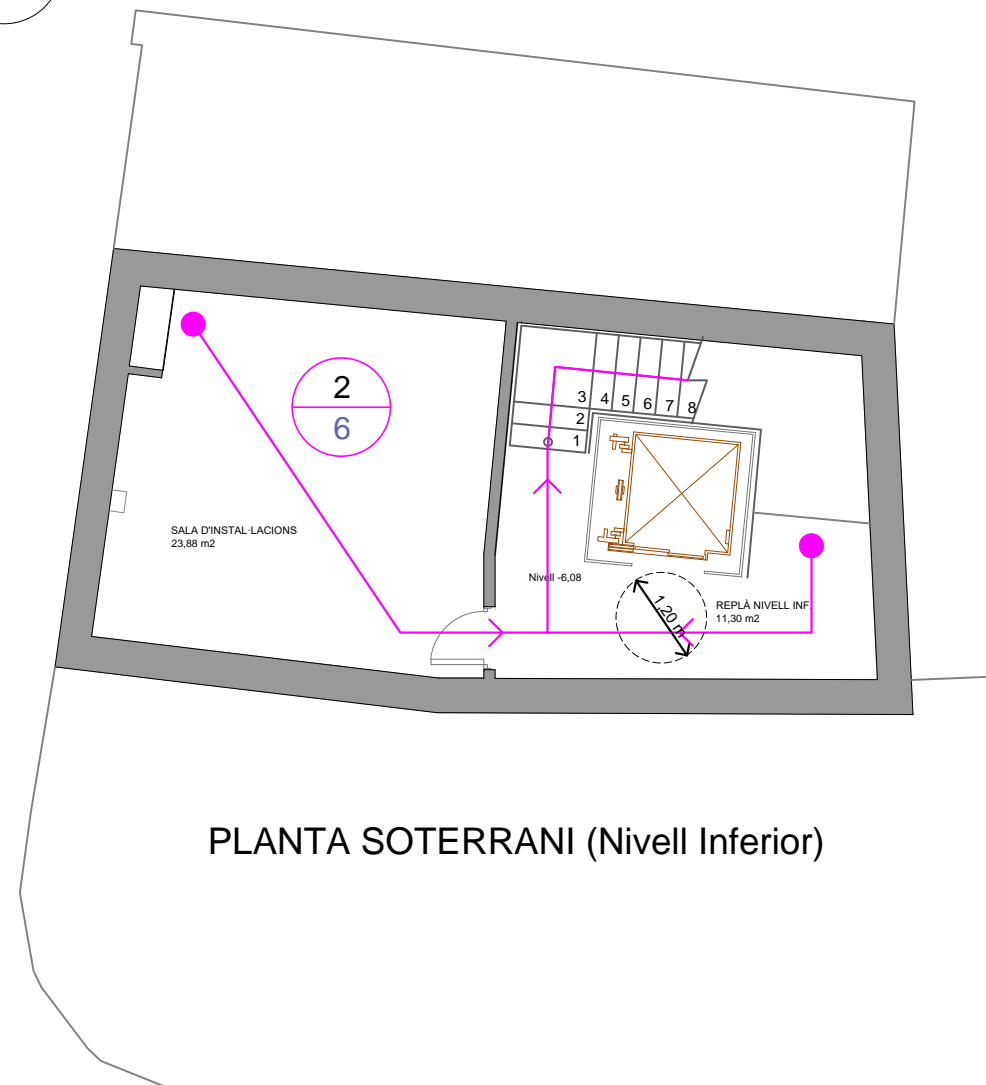 2
6
3 4 5 6 7 8
2
1
SALA D'INSTAL·LACIONS
23,88 m2
Nivell -6,08
1,20 m
REPLÀ NIVELL INF
11,30 m2
PLANTA SOTERRANI (Nivell Inferior)